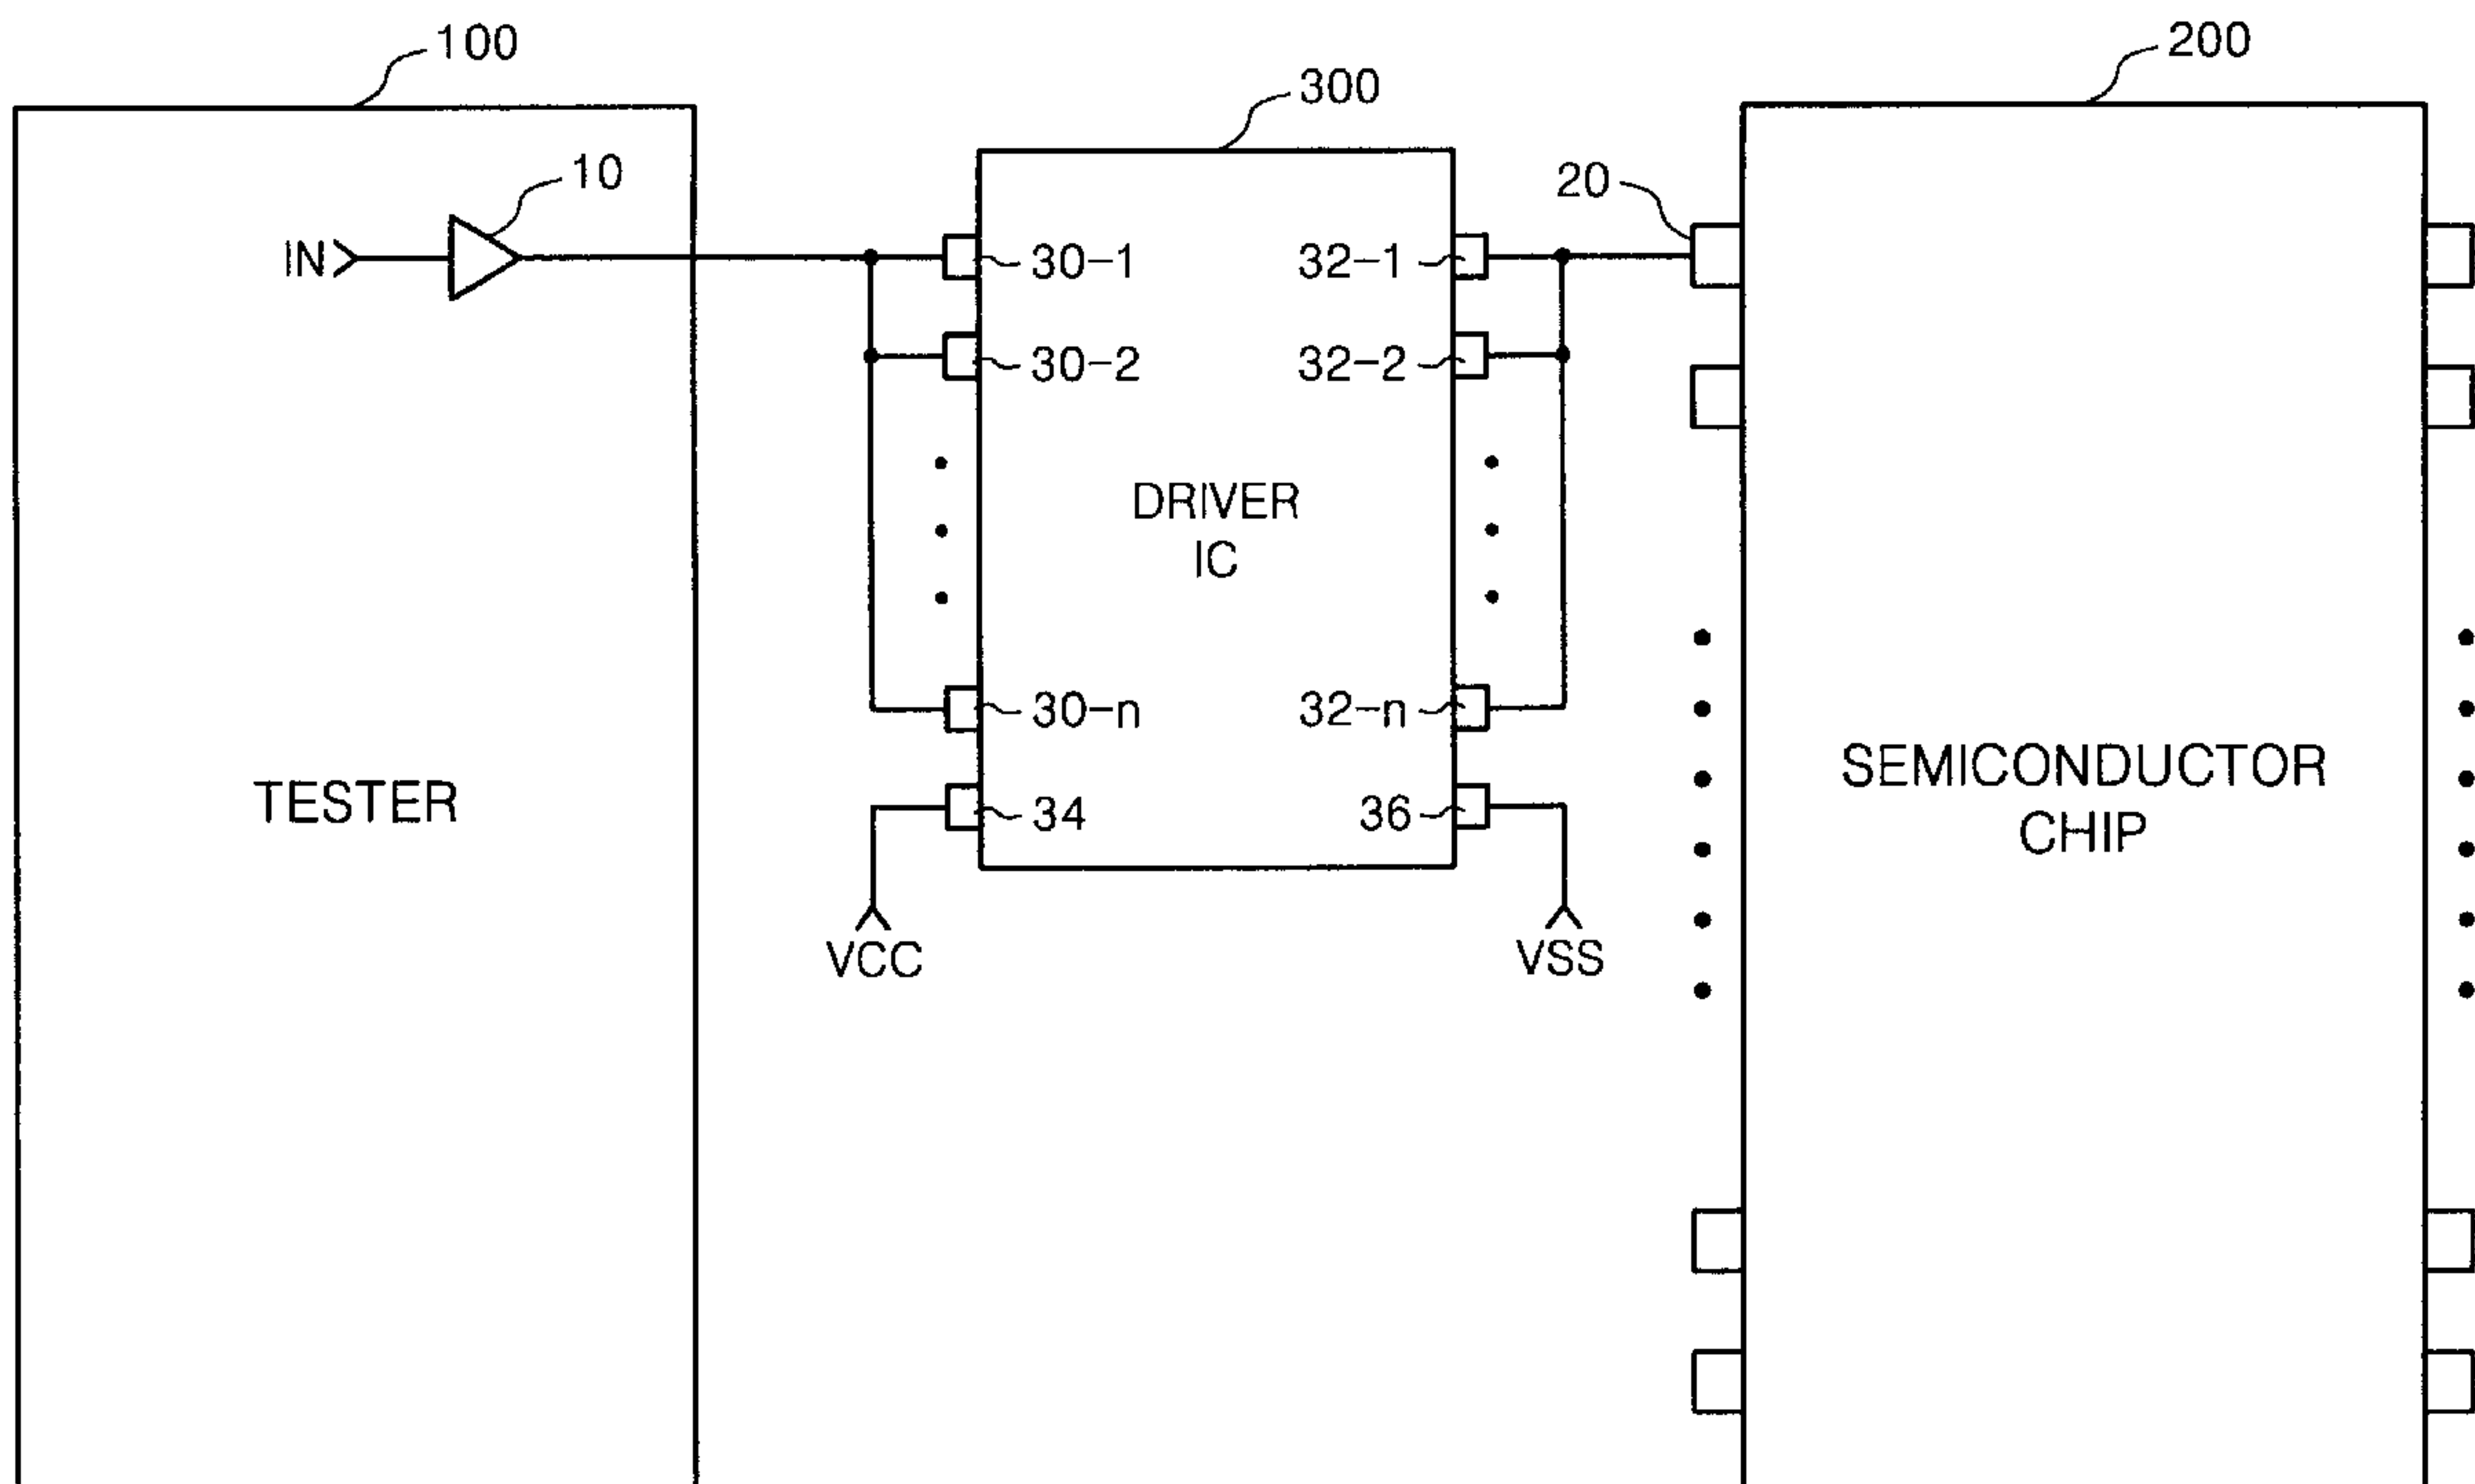 100
300
200
10
20
IN
30-1
32-1
30-2
32-2
DRIVER
IC
30-n
32-n
TESTER
34
36
SEMICONDUCTOR
CHIP
VCC
VSS